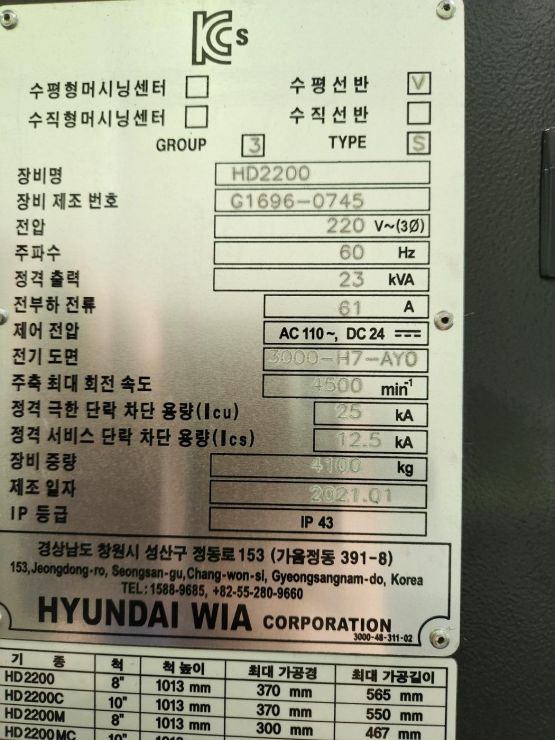 KCs
수평형머시닝센터 수평선반 V
수직형머시닝센터 수직선반
GROUP 3 TYPE S
장비명 HD2200
장비 제조 번호 G1696-0745
전압 220 V~(3Ø)
주파수 60 Hz
정격 출력 23 kVA
전부하 전류 61 A
제어 전압 AC 110 ~, DC 24
전기 도면 3000-H7-AY0
주축 최대 회전 속도 4500 min⁻¹
정격 극한 단락 차단 용량(Icu) 25 kA
정격 서비스 단락 차단 용량(Ics) 12.5 kA
장비 중량 4100 kg
제조 일자 2021.01
IP 등급 IP 43
경상남도 창원시 성산구 정동로 153 (가음정동 391-8)
153,Jeongdong-ro, Seongsan-gu,Chang-won-si, Gyeongsangnam-do, Korea
TEL: 1588-9685, +82-55-280-9660
HYUNDAI WIA CORPORATION
3000-48-311-02
기 종 척 척 높이 최대 가공경 최대 가공길이
HD2200 8" 1013 mm 370 mm 565 mm
HD2200C 10" 1013 mm 370 mm 550 mm
HD2200M 8" 1013 mm 300 mm 467 mm
HD2200MC 10"